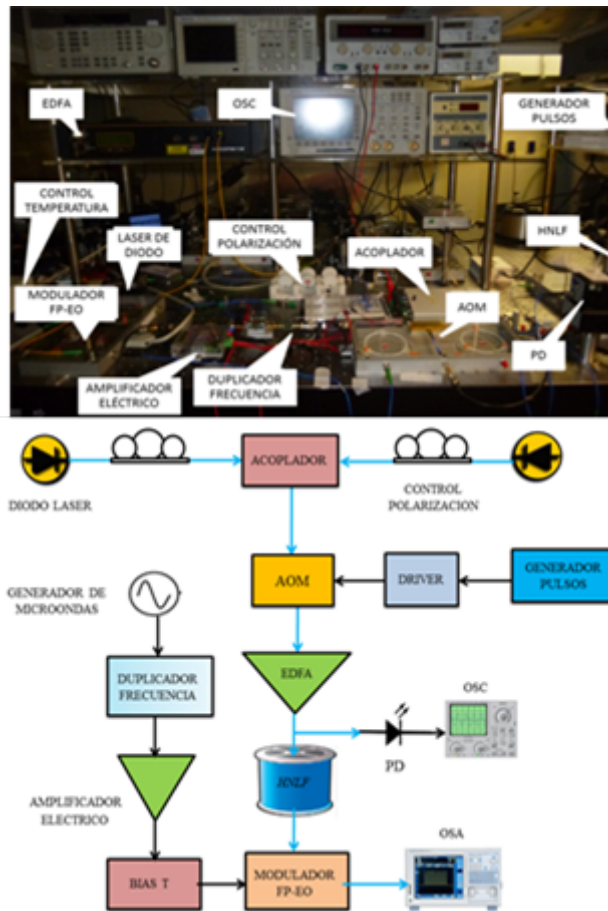 EDFA
OSC
GENERADOR
PULSOS
CONTROL
TEMPERATURA
LASER DE
DIODO
CONTROL
POLARIZACIÓN
ACOPLADOR
HNLF
MODULADOR
FP-EO
AOM
PD
AMPLIFICADOR
ELÉCTRICO
DUPLICADOR
FRECUENCIA
ACOPLADOR
DIODO LASER
CONTROL
POLARIZACION
AOM
DRIVER
GENERADOR
PULSOS
GENERADOR DE
MICROONDAS
DUPLICADOR
FRECUENCIA
EDFA
OSC
PD
HNLF
AMPLIFICADOR
ELECTRICO
OSA
BIAS T
MODULADOR
FP-EO